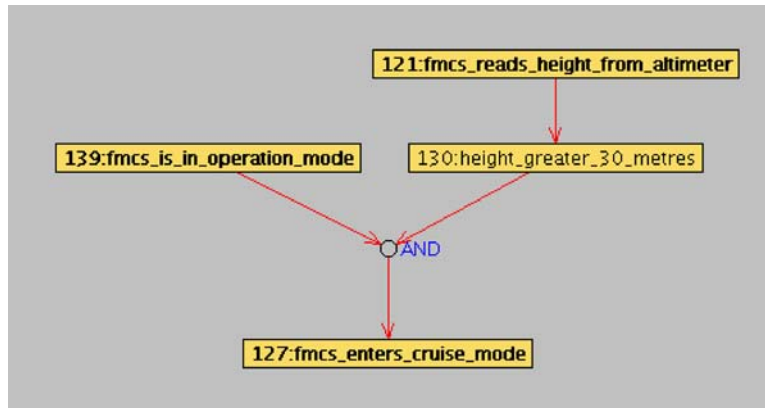 121:fmcs_reads_height_from_altimeter
139:fmcs_is_in_operation_mode
130:height_greater_30_metres
AND
127:fmcs_enters_cruise_mode